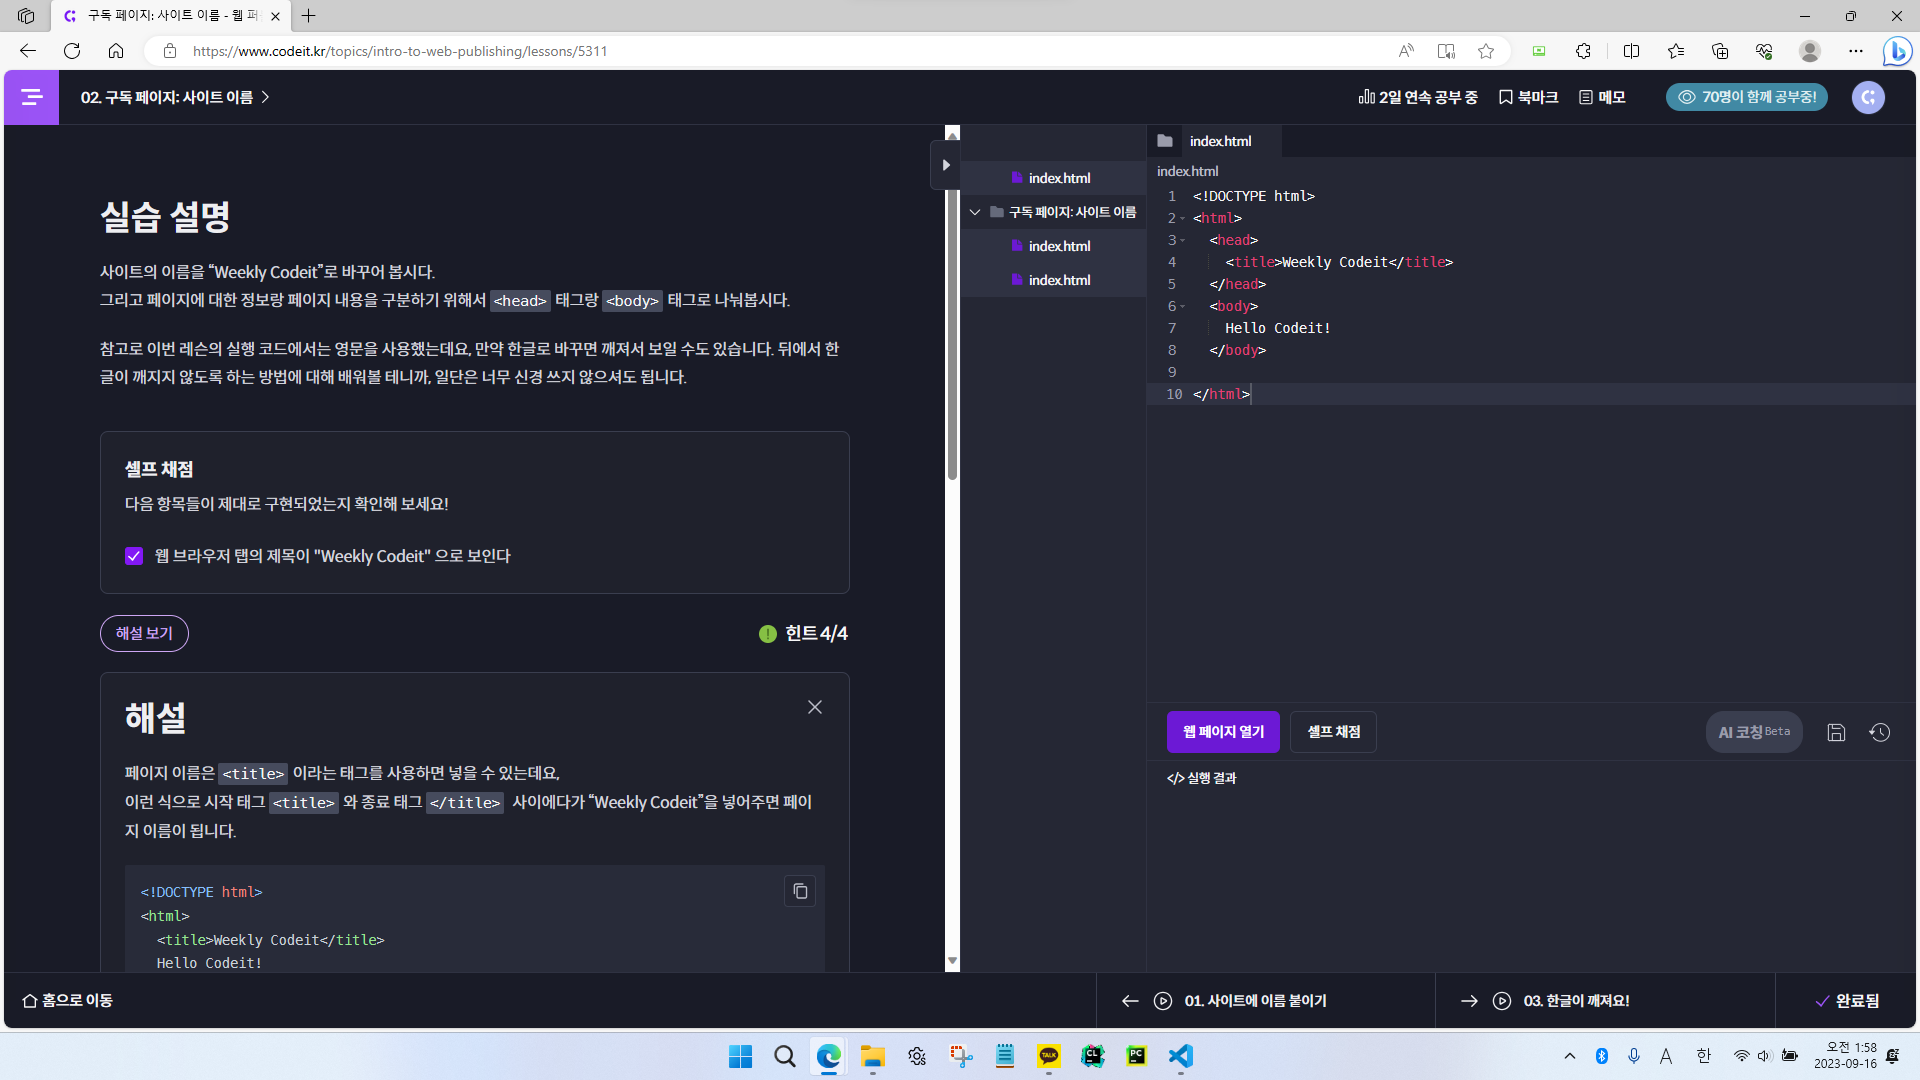 구독 페이지: 사이트 이름 - 웹 퍼
https://www.codeit.kr/topics/intro-to-web-publishing/lessons/5311
02. 구독 페이지: 사이트 이름
2일 연속 공부 중
북마크
메모
70명이 함께 공부중!
실습 설명
사이트의 이름을 “Weekly Codeit”로 바꾸어 봅시다.
그리고 페이지에 대한 정보랑 페이지 내용을 구분하기 위해서 <head> 태그랑 <body> 태그로 나눠봅시다.
참고로 이번 레슨의 실행 코드에서는 영문을 사용했는데요, 만약 한글로 바꾸면 깨져서 보일 수도 있습니다. 뒤에서 한
글이 깨지지 않도록 하는 방법에 대해 배워볼 테니까, 일단은 너무 신경 쓰지 않으셔도 됩니다.
셀프 채점
다음 항목들이 제대로 구현되었는지 확인해 보세요!
웹 브라우저 탭의 제목이 "Weekly Codeit" 으로 보인다
해설 보기
힌트 4/4
해설
페이지 이름은 <title> 이라는 태그를 사용하면 넣을 수 있는데요,
이런 식으로 시작 태그 <title> 와 종료 태그 </title> 사이에다가 “Weekly Codeit”을 넣어주면 페이
지 이름이 됩니다.
<!DOCTYPE html>
<html>
<title>Weekly Codeit</title>
Hello Codeit!
index.html
구독 페이지: 사이트 이름
index.html
index.html
index.html
index.html
1 <!DOCTYPE html>
2 <html>
3 <head>
4 <title>Weekly Codeit</title>
5 </head>
6 <body>
7 Hello Codeit!
8 </body>
9
10 </html>
웹 페이지 열기
셀프 채점
AI 코칭 Beta
</> 실행 결과
홈으로 이동
01. 사이트에 이름 붙이기
03. 한글이 깨져요!
완료됨
TALK
CL
PC
A
한
오전 1:58
2023-09-16